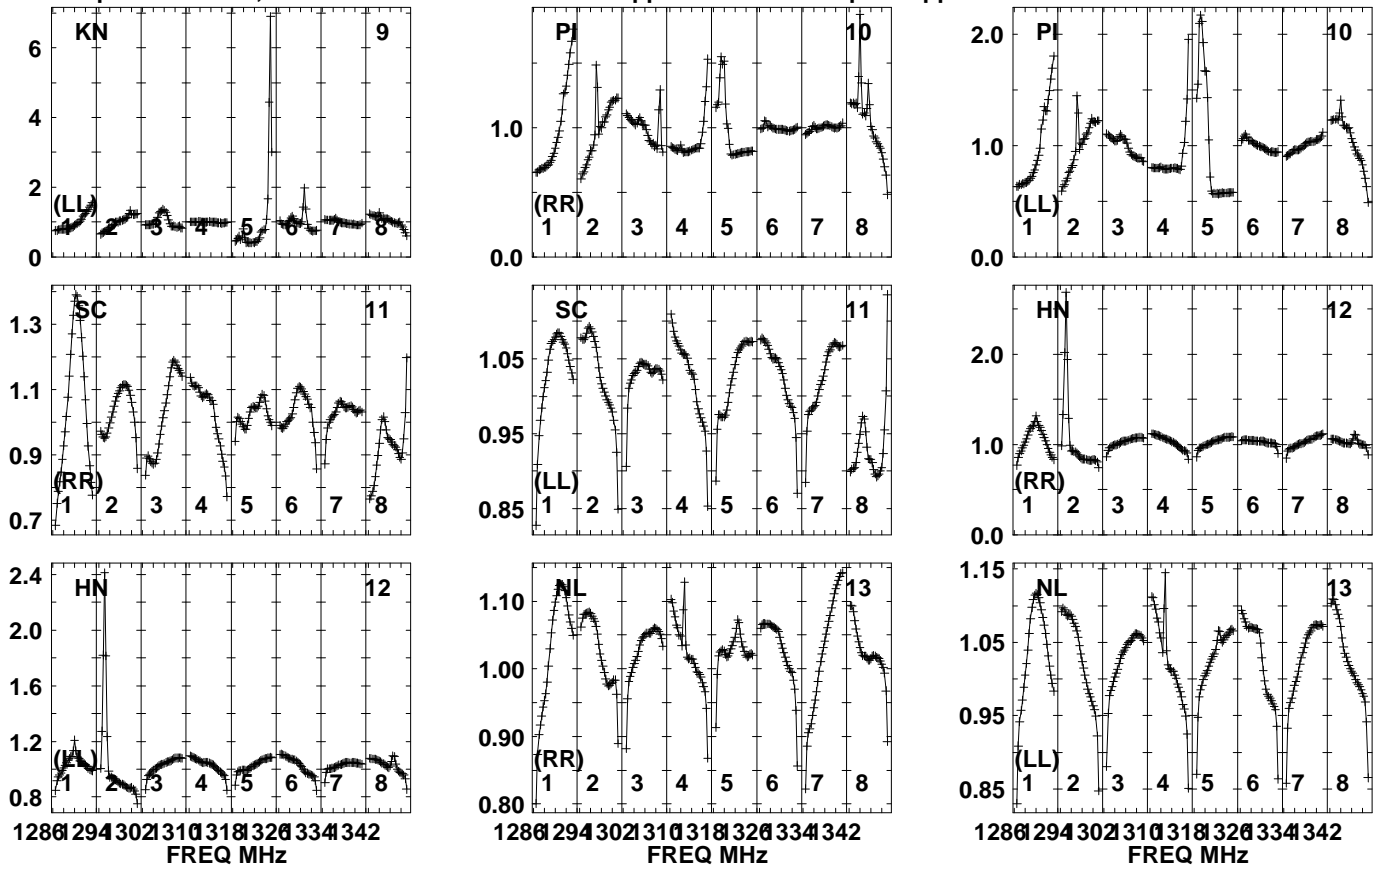 KN 9 PI 10 PI 10
6
4
2
0
(LL)
1 2 3 4 5 6 7 8
1.0
0.0
(RR)
1 2 3 4 5 6 7 8
2.0
1.0
0.0
(LL)
1 2 3 4 5 6 7 8
SC 11 SC 11 HN 12
1.3
1.1
0.9
0.7
(RR)
1 2 3 4 5 6 7 8
1.05
0.95
0.85
(LL)
1 2 3 4 5 6 7 8
2.0
1.0
0.0
(RR)
1 2 3 4 5 6 7 8
HN 12 NL 13 NL 13
2.4
2.0
1.6
1.2
0.8
(LL)
1 2 3 4 5 6 7 8
1.10
1.00
0.90
0.80
(RR)
1 2 3 4 5 6 7 8
1.15
1.05
0.95
0.85
(LL)
1 2 3 4 5 6 7 8
1286 1294 1302 1310 1318 1326 1334 1342
FREQ MHz
1286 1294 1302 1310 1318 1326 1334 1342
FREQ MHz
1286 1294 1302 1310 1318 1326 1334 1342
FREQ MHz